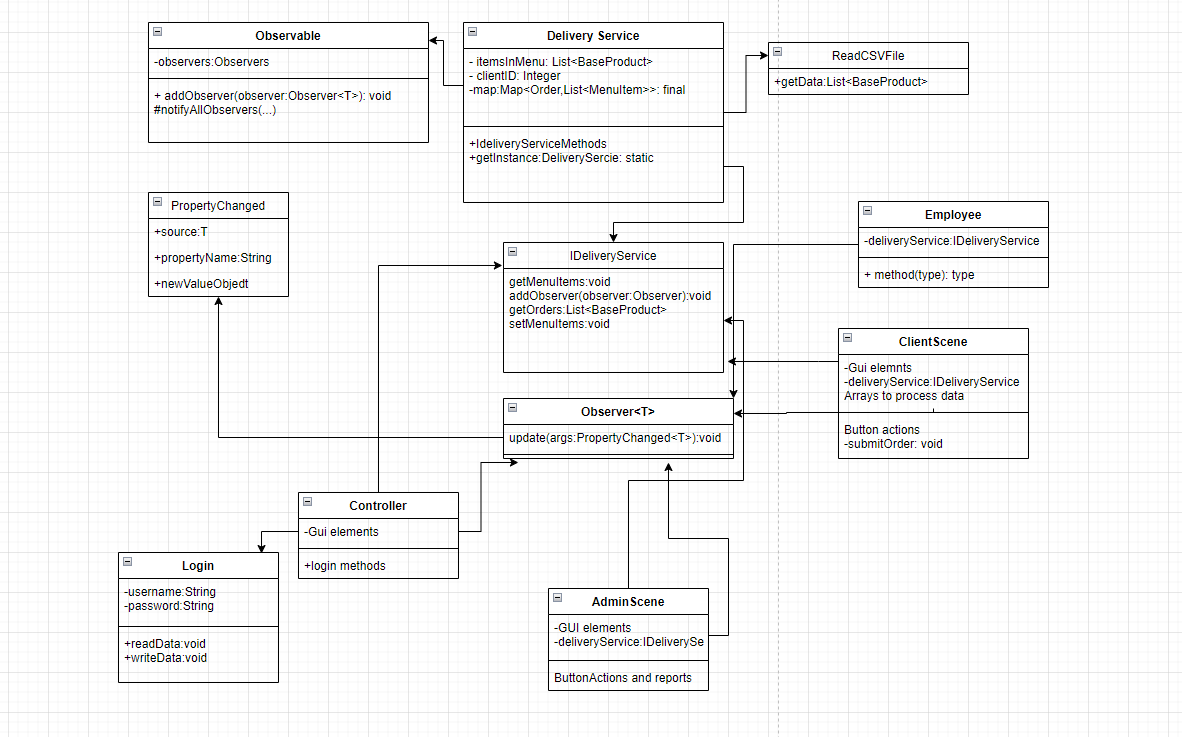 Observable
-observers:Observers
+ addObserver(observer:Observer<T>): void
#notifyAllObservers(...)
Delivery Service
- itemsInMenu: List<BaseProduct>
- clientID: Integer
-map:Map<Order,List<MenuItem>>: final
+IdeliveryServiceMethods
+getInstance:DeliverySercie: static
ReadCSVFile
+getData:List<BaseProduct>
PropertyChanged
+source:T
+propertyName:String
+newValueObjedt
IDeliveryService
getMenuItems:void
addObserver(observer:Observer):void
getOrders:List<BaseProduct>
setMenuItems:void
Employee
-deliveryService:IDeliveryService
+ method(type): type
ClientScene
-Gui elemnts
-deliveryService:IDeliveryService
Arrays to process data
Button actions
-submitOrder: void
Observer<T>
update(args:PropertyChanged<T>):void
Controller
-Gui elements
+login methods
Login
-username:String
-password:String
+readData:void
+writeData:void
AdminScene
-GUI elements
-deliveryService:IDeliverySe
ButtonActions and reports